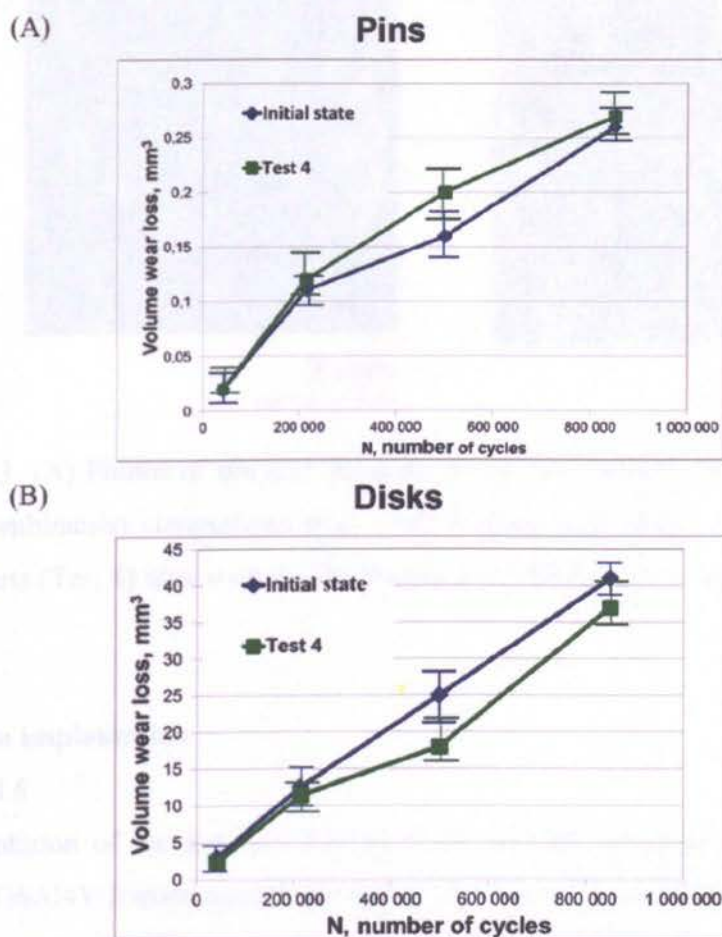 (A)
Pins
0,3
0,25
0,2
0,15
0,1
0,05
0
Volume wear loss, mm³
Initial state
Test 4
0
200 000
400 000
600 000
800 000
1 000 000
N, number of cycles
(B)
Disks
45
40
35
30
25
20
15
10
5
0
Volume wear loss, mm³
Initial state
Test 4
0
200 000
400 000
600 000
800 000
1 000 000
N, number of cycles